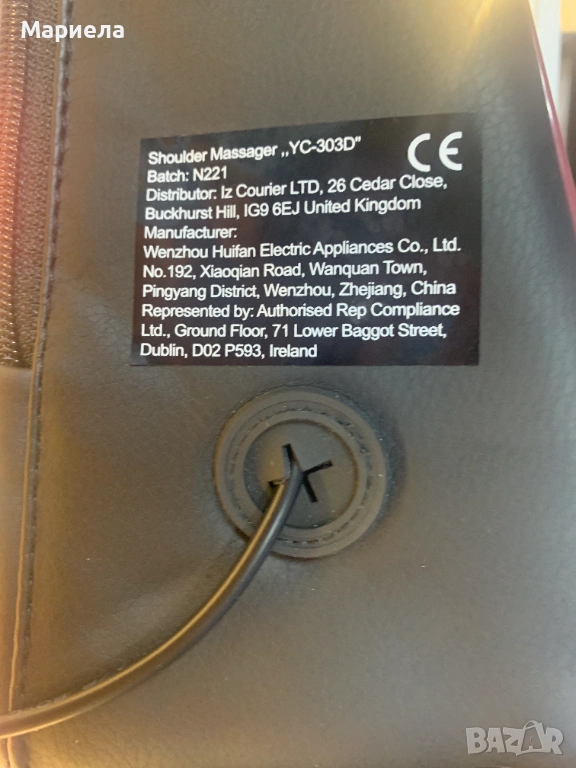 Мариела
Shoulder Massager ,,YC-303D"
CE
Batch: N221
Distributor: Iz Courier LTD, 26 Cedar Close,
Buckhurst Hill, IG9 6EJ United Kingdom
Manufacturer:
Wenzhou Huifan Electric Appliances Co., Ltd.
No.192, Xiaoqian Road, Wanquan Town,
Pingyang District, Wenzhou, Zhejiang, China
Represented by: Authorised Rep Compliance
Ltd., Ground Floor, 71 Lower Baggot Street,
Dublin, D02 P593, Ireland
BAZAR